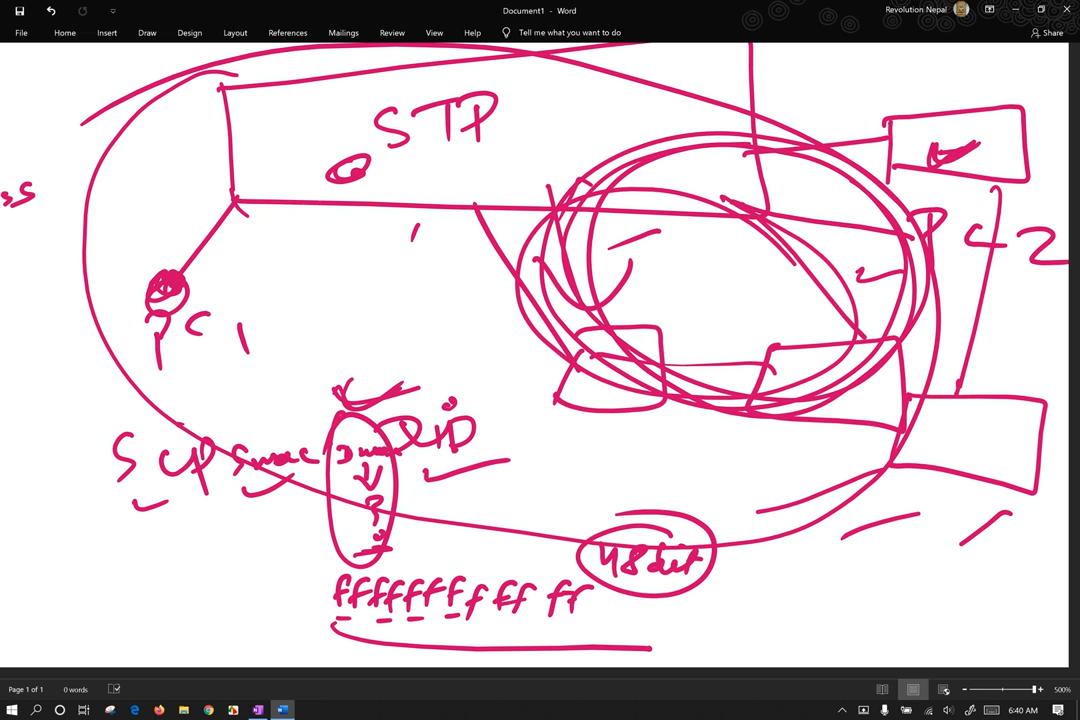 Document1 - Word
Revolution Nepal
File Home Insert Draw Design Layout References Mailings Review View Help Tell me what you want to do Share
STP
ss
PC 2
PC 1
Smac
48 bit
ffffffff ff ff
Page 1 of 1 0 words 500%
6:40 AM